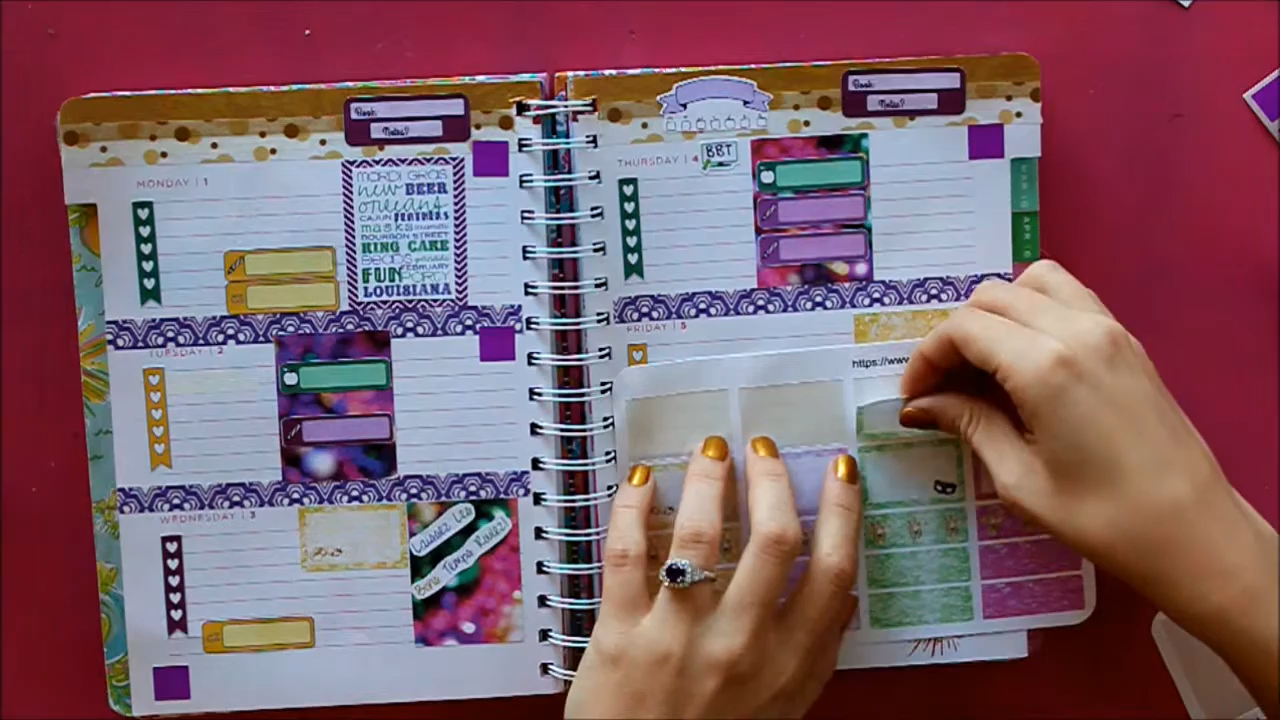 Book:
Notes?
MONDAY | 1
MARDI GRAS
new BEER
orleans
CAJUN FEATHERS
masks
BOURBON STREET
KING CAKE
BEADS
FEBRUARY
FUN PARTY
LOUISIANA
TUESDAY | 2
WEDNESDAY | 3
Laissez Les
Bons Temps Roulez!
Book:
Notes?
THURSDAY | 4
BBT
FRIDAY | 5
https://www
MAR
APR